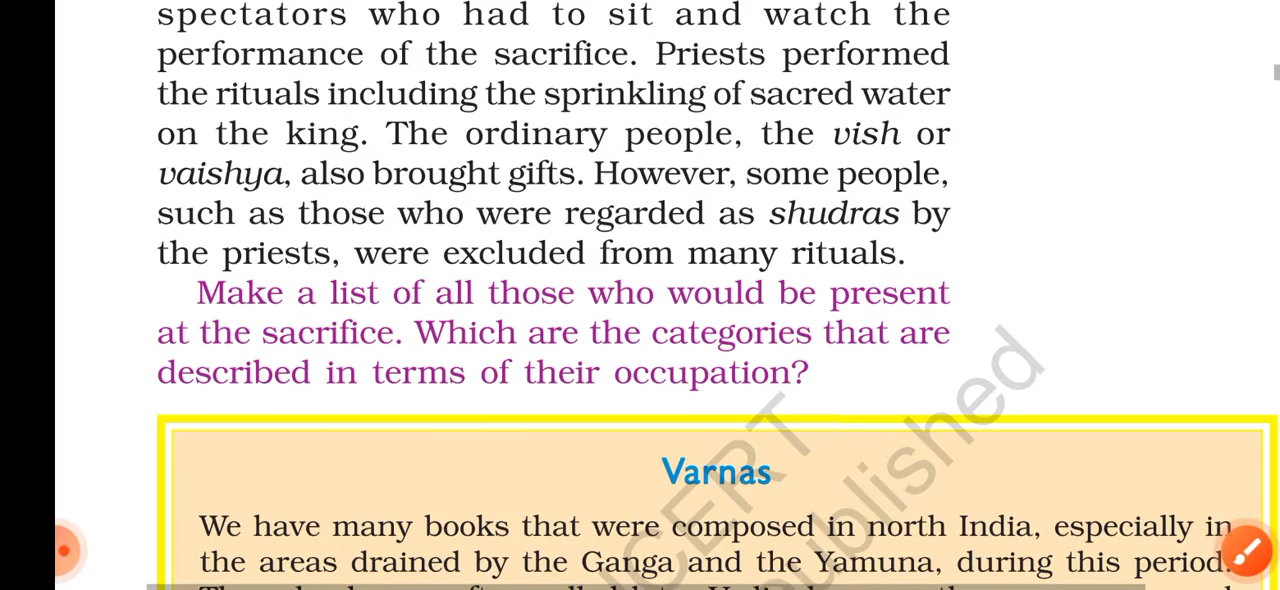 spectators who had to sit and watch the
performance of the sacrifice. Priests performed
the rituals including the sprinkling of sacred water
on the king. The ordinary people, the vish or
vaishya, also brought gifts. However, some people,
such as those who were regarded as shudras by
the priests, were excluded from many rituals.
Make a list of all those who would be present
at the sacrifice. Which are the categories that are
described in terms of their occupation?
Varnas
We have many books that were composed in north India, especially in
the areas drained by the Ganga and the Yamuna, during this period.